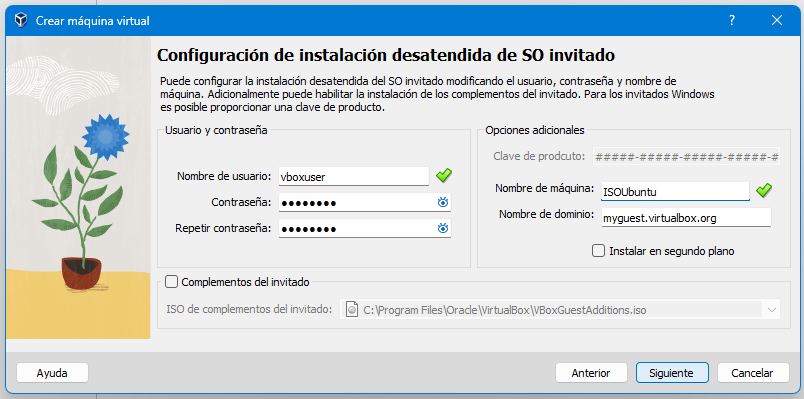 Crear máquina virtual
Configuración de instalación desatendida de SO invitado
Puede configurar la instalación desatendida del SO invitado modificando el usuario, contraseña y nombre de
máquina. Adicionalmente puede habilitar la instalación de los complementos del invitado. Para los invitados Windows
es posible proporcionar una clave de producto.
Usuario y contraseña
Nombre de usuario: vboxuser
Contraseña: ●●●●●●●●
Repetir contraseña: ●●●●●●●●
Opciones adicionales
Clave de prodcuto: #####-#####-#####-#####-#
Nombre de máquina: ISOUbuntu
Nombre de dominio: myguest.virtualbox.org
Instalar en segundo plano
Complementos del invitado
ISO de complementos del invitado: C:\Program Files\Oracle\VirtualBox\VBoxGuestAdditions.iso
Ayuda
Anterior
Siguiente
Cancelar